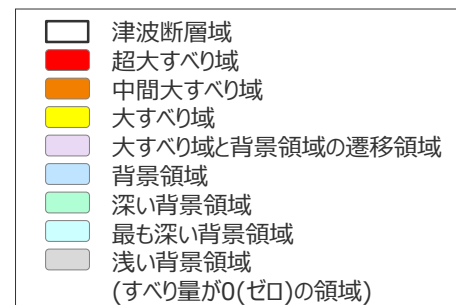 津波断層域
超大すべり域
中間大すべり域
大すべり域
大すべり域と背景領域の遷移領域
背景領域
深い背景領域
最も深い背景領域
浅い背景領域
(すべり量が0(ゼロ)の領域)